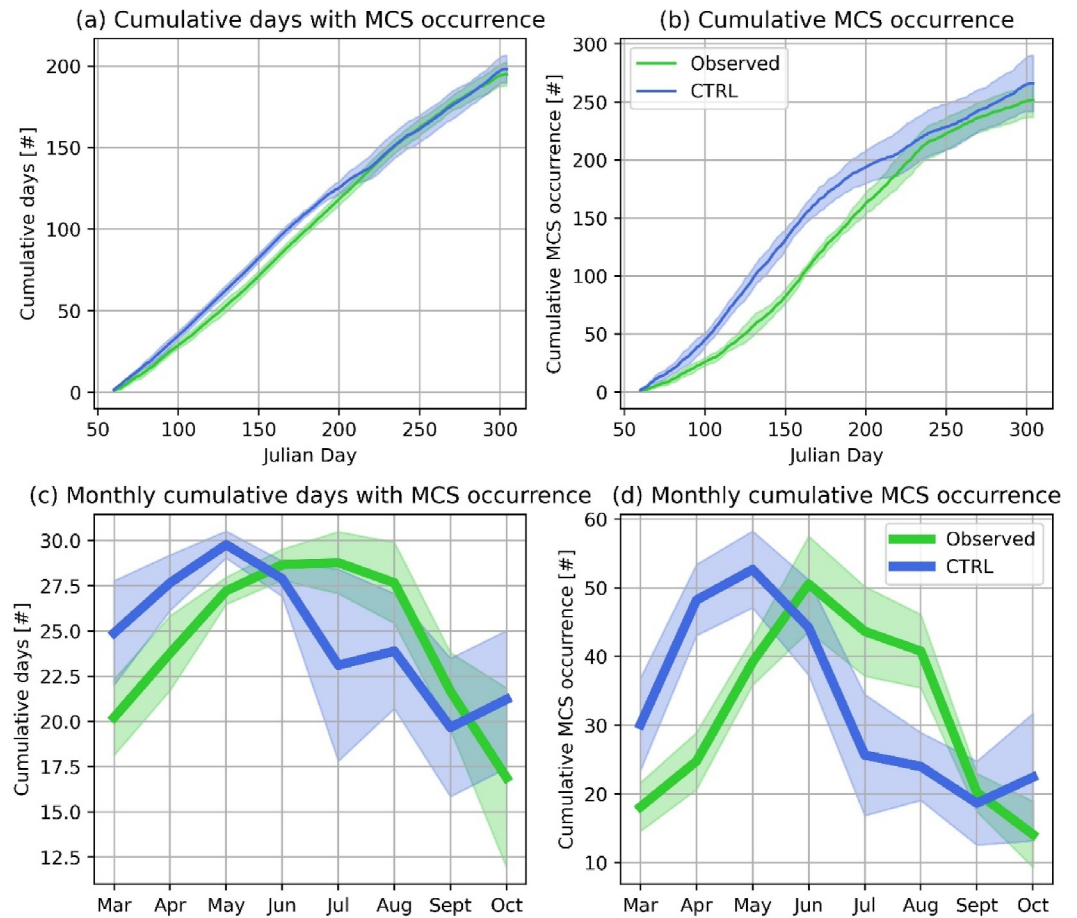 (a) Cumulative days with MCS occurrence
Cumulative days [#]
200
150
100
50
0
50 100 150 200 250 300
Julian Day
(b) Cumulative MCS occurrence
Observed
CTRL
Cumulative MCS occurrence [#]
300
250
200
150
100
50
0
50 100 150 200 250 300
Julian Day
(c) Monthly cumulative days with MCS occurrence
Cumulative days [#]
30.0
27.5
25.0
22.5
20.0
17.5
15.0
12.5
Mar Apr May Jun Jul Aug Sept Oct
(d) Monthly cumulative MCS occurrence
Observed
CTRL
Cumulative MCS occurrence [#]
60
50
40
30
20
10
Mar Apr May Jun Jul Aug Sept Oct